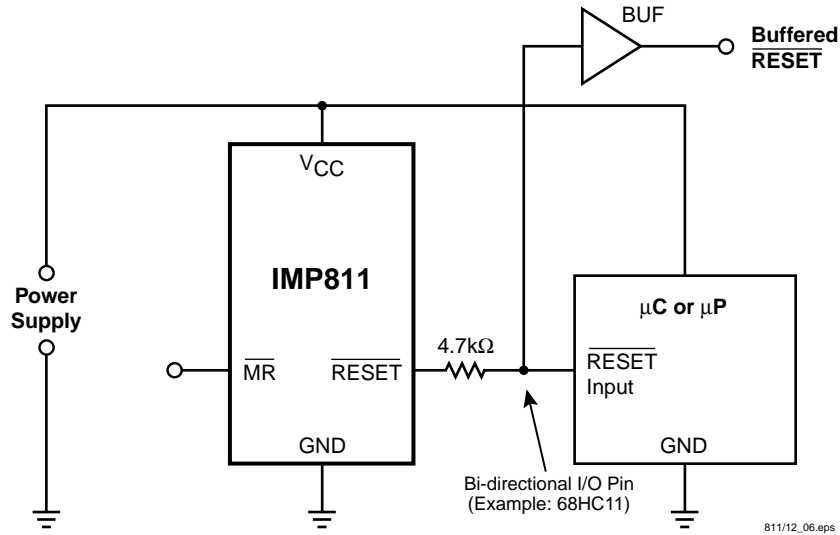 BUF
Buffered
RESET
VCC
IMP811
Power
Supply
μC or μP
4.7kΩ
MR
RESET
RESET
Input
GND
GND
Bi-directional I/O Pin
(Example: 68HC11)
811/12_06.eps